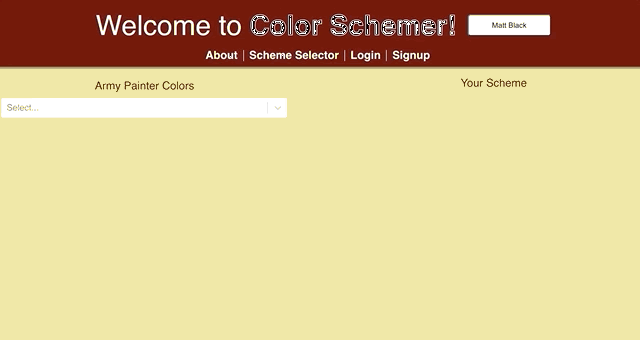 Welcome to Color Schemer!
Matt Black
About | Scheme Selector | Login | Signup
Army Painter Colors
Your Scheme
Select...